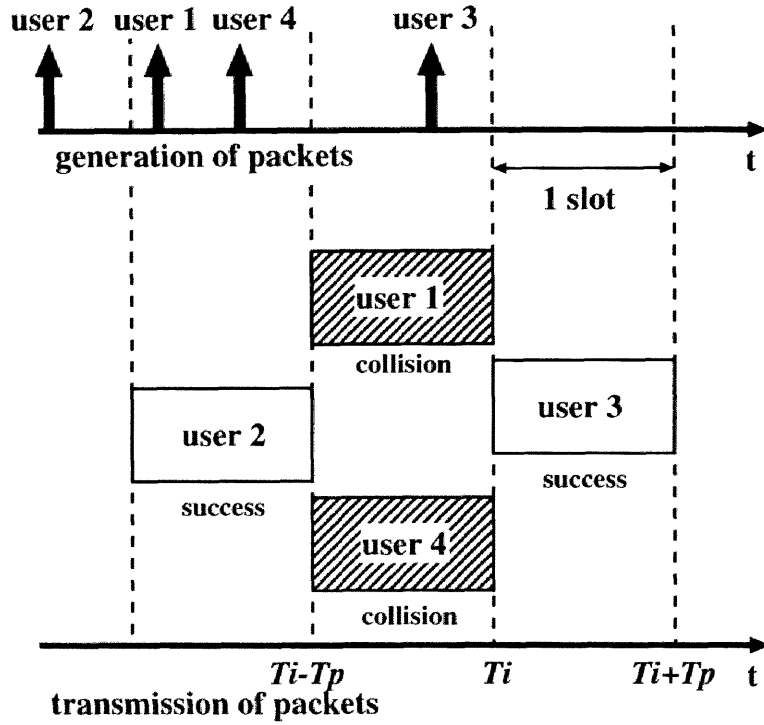 user 2 user 1 user 4 user 3
generation of packets t
1 slot
user 1
collision
user 3
user 2
success
success
user 4
collision
Ti-Tp Ti Ti+Tp t
transmission of packets